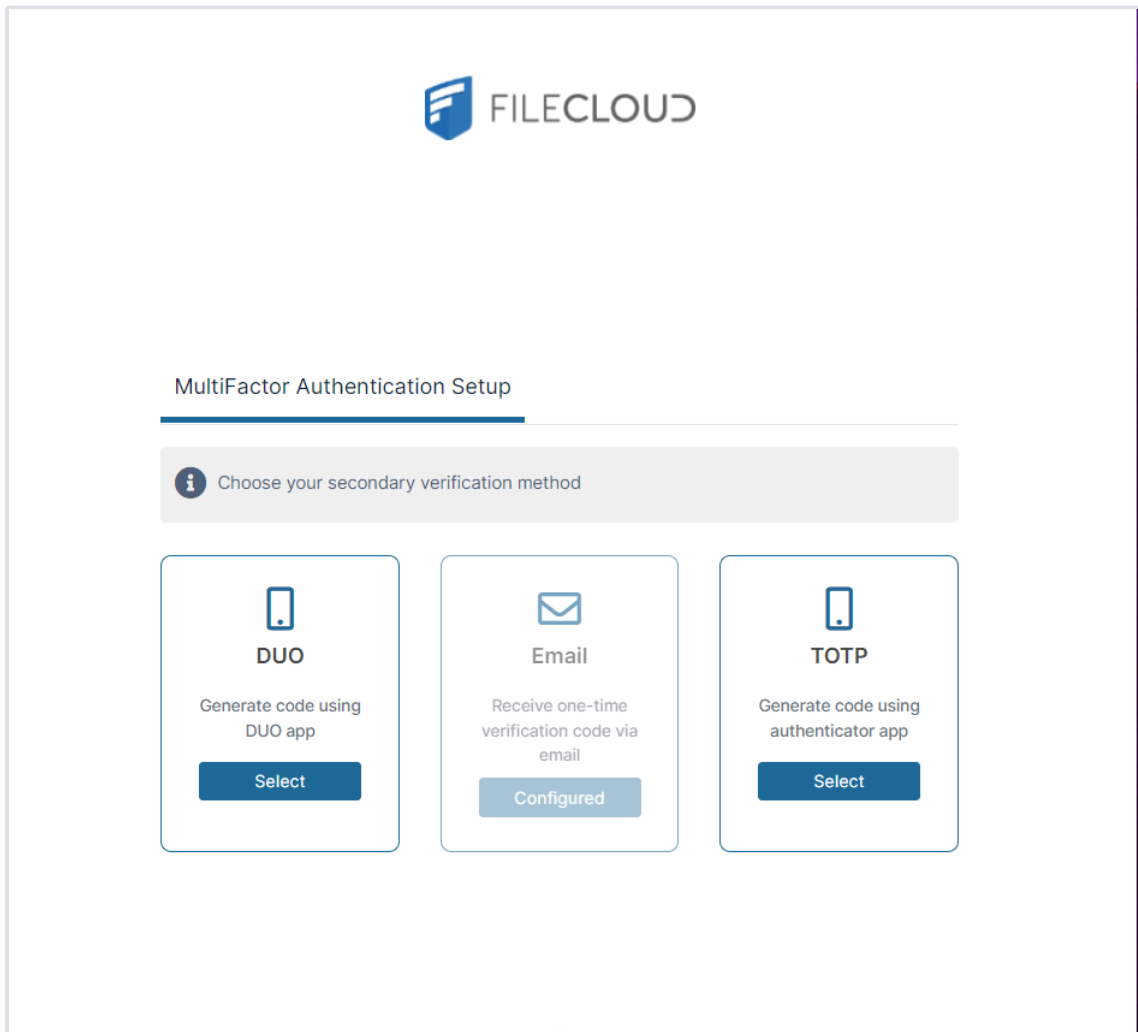 FILECLOUD
MultiFactor Authentication Setup
Choose your secondary verification method
DUO
Generate code using
DUO app
Select
Email
Receive one-time
verification code via
email
Configured
TOTP
Generate code using
authenticator app
Select